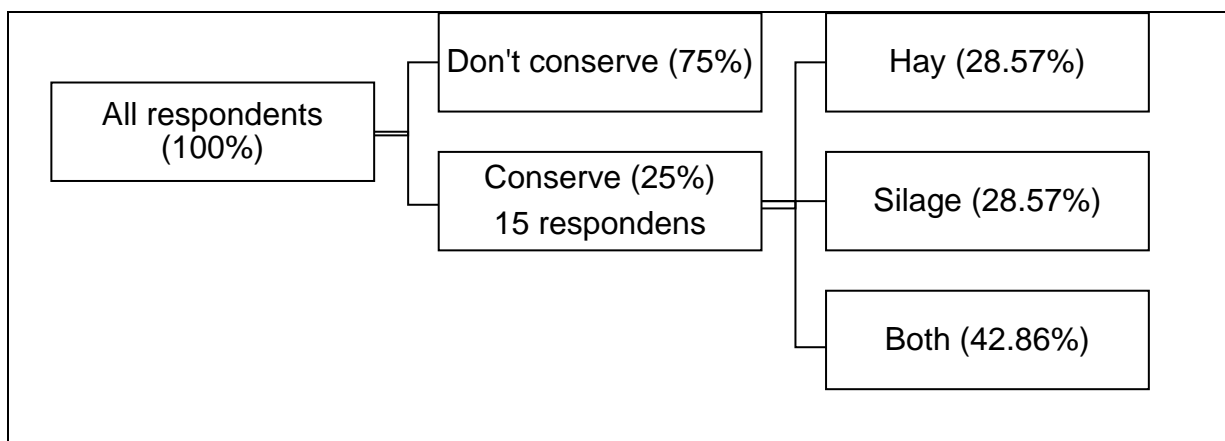 All respondents
(100%)
Don't conserve (75%)
Conserve (25%)
15 respondens
Hay (28.57%)
Silage (28.57%)
Both (42.86%)